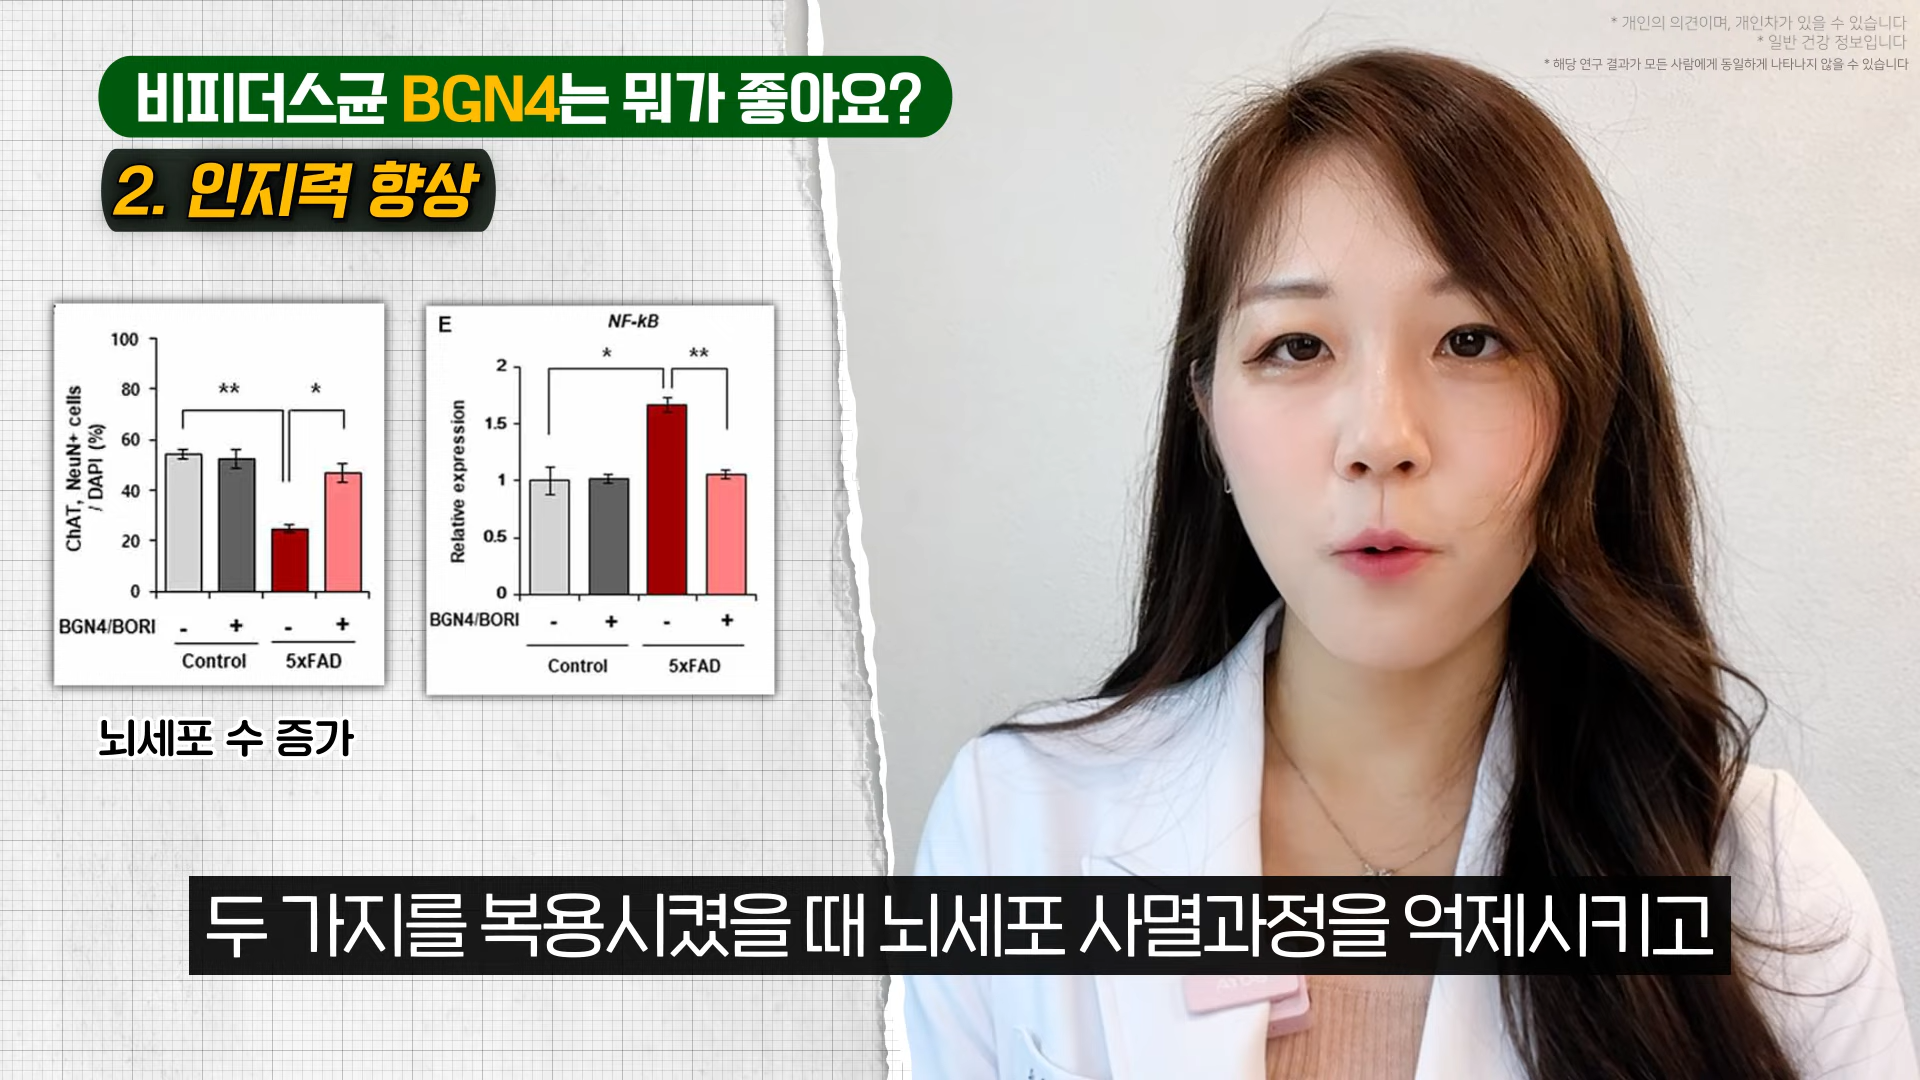 * 개인의 의견이며, 개인차가 있을 수 있습니다
* 일반 건강 정보입니다
* 해당 연구 결과가 모든 사람에게 동일하게 나타나지 않을 수 있습니다
비피더스균 BGN4는 뭐가 좋아요?
2. 인지력 향상
ChAT, NeuN+ cells
/ DAPI (%)
100
80
60
40
20
0
** *
BGN4/BORI - + - +
Control 5xFAD
E NF-kB
Relative expression
2
1.5
1
0.5
0
* **
BGN4/BORI - + - +
Control 5xFAD
뇌세포 수 증가
두 가지를 복용시켰을 때 뇌세포 사멸과정을 억제시키고